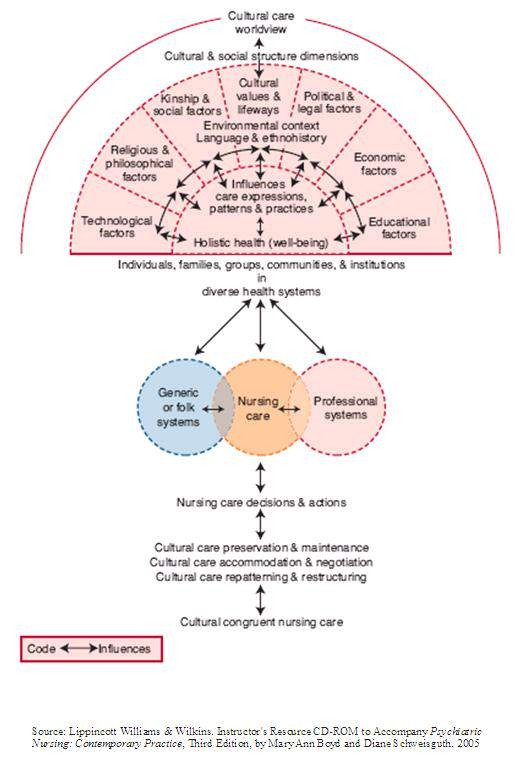 Cultural care
worldview
Cultural & social structure dimensions
Kinship &
social factors
Cultural
values &
lifeways
Political &
legal factors
Environmental context
Language & ethnohistory
Religious &
philosophical
factors
Economic
factors
Influences
care expressions,
patterns & practices
Technological
factors
Educational
factors
Holistic health (well-being)
Individuals, families, groups, communities, & institutions
in
diverse health systems
Generic
or folk
systems
Nursing
care
Professional
systems
Nursing care decisions & actions
Cultural care preservation & maintenance
Cultural care accommodation & negotiation
Cultural care repatterning & restructuring
Cultural congruent nursing care
Code Influences
Source: Lippincott Williams & Wilkins. Instructor's Resource CD-ROM to Accompany Psychiatric
Nursing: Contemporary Practice, Third Edition, by Mary Ann Boyd and Diane Schweisguth. 2005